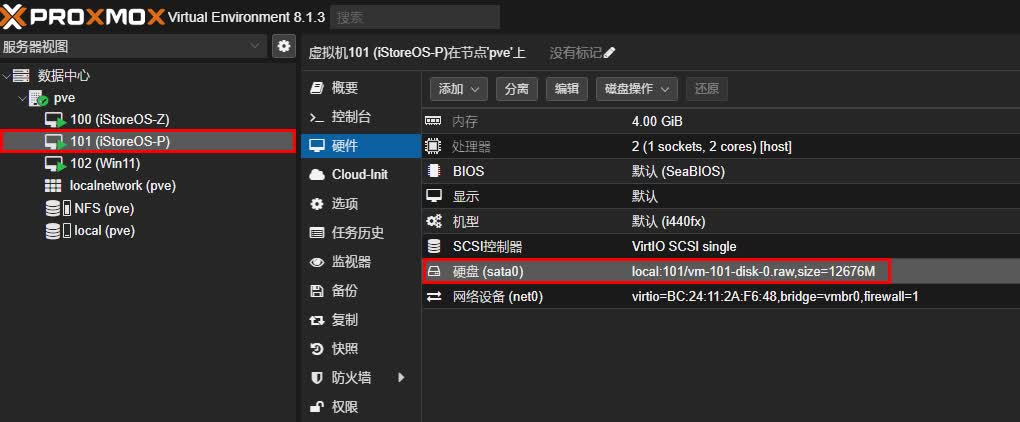 PROXMOX Virtual Environment 8.1.3 搜索
服务器视图
数据中心
pve
100 (iStoreOS-Z)
101 (iStoreOS-P)
102 (Win11)
localnetwork (pve)
NFS (pve)
local (pve)
虚拟机101 (iStoreOS-P)在节点'pve'上 没有标记
概要
控制台
硬件
Cloud-Init
选项
任务历史
监视器
备份
复制
快照
防火墙
权限
添加 分离 编辑 磁盘操作 还原
内存 4.00 GiB
处理器 2 (1 sockets, 2 cores) [host]
BIOS 默认 (SeaBIOS)
显示 默认
机型 默认 (i440fx)
SCSI控制器 VirtIO SCSI single
硬盘 (sata0) local:101/vm-101-disk-0.raw,size=12676M
网络设备 (net0) virtio=BC:24:11:2A:F6:48,bridge=vmbr0,firewall=1